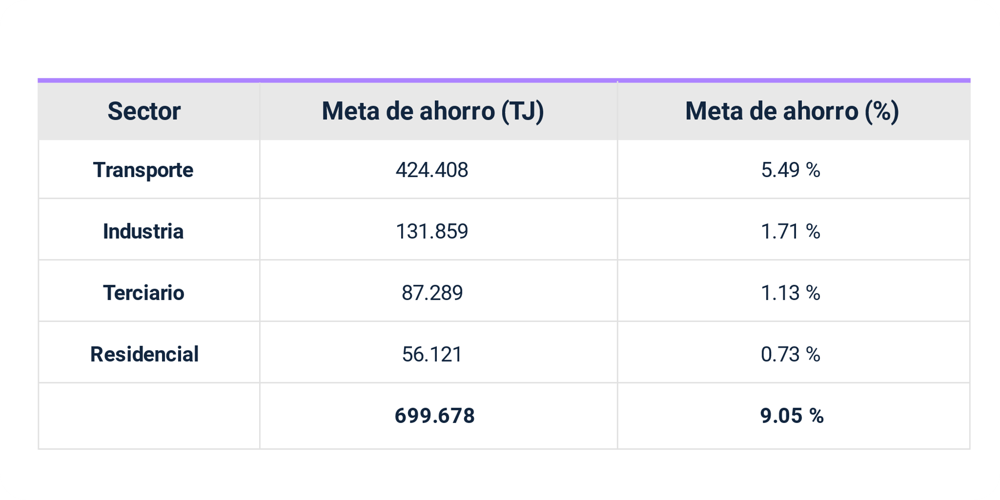 Sector Meta de ahorro (TJ) Meta de ahorro (%)
Transporte 424.408 5.49 %
Industria 131.859 1.71 %
Terciario 87.289 1.13 %
Residencial 56.121 0.73 %
699.678 9.05 %